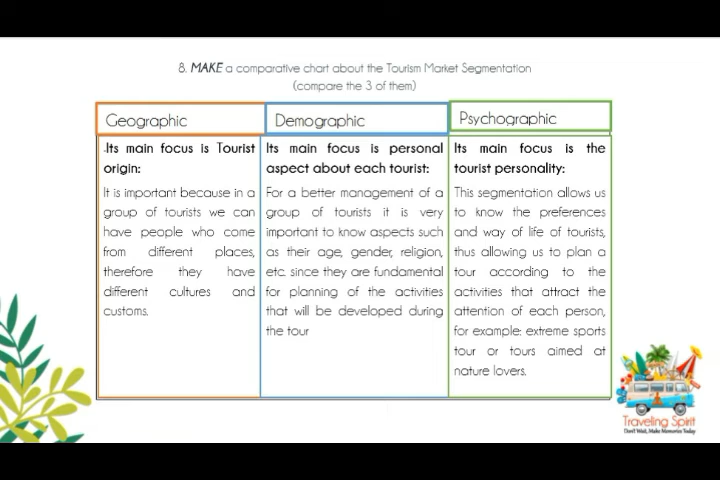 8. MAKE a comparative chart about the Tourism Market Segmentation
(compare the 3 of them)
Geographic
Demographic
Psychographic
.Its main focus is Tourist
origin:
It is important because in a
group of tourists we can
have people who come
from different places,
therefore they have
different cultures and
customs.
Its main focus is personal
aspect about each tourist:
For a better management of a
group of tourists it is very
important to know aspects such
as their age, gender, religion,
etc. since they are fundamental
for planning of the activities
that will be developed during
the tour
Its main focus is the
tourist personality:
This segmentation allows us
to know the preferences
and way of life of tourists,
thus allowing us to plan a
tour according to the
activities that attract the
attention of each person,
for example: extreme sports
tour or tours aimed at
nature lovers.
Traveling Spirit
Don't Wait, Make Memories Today